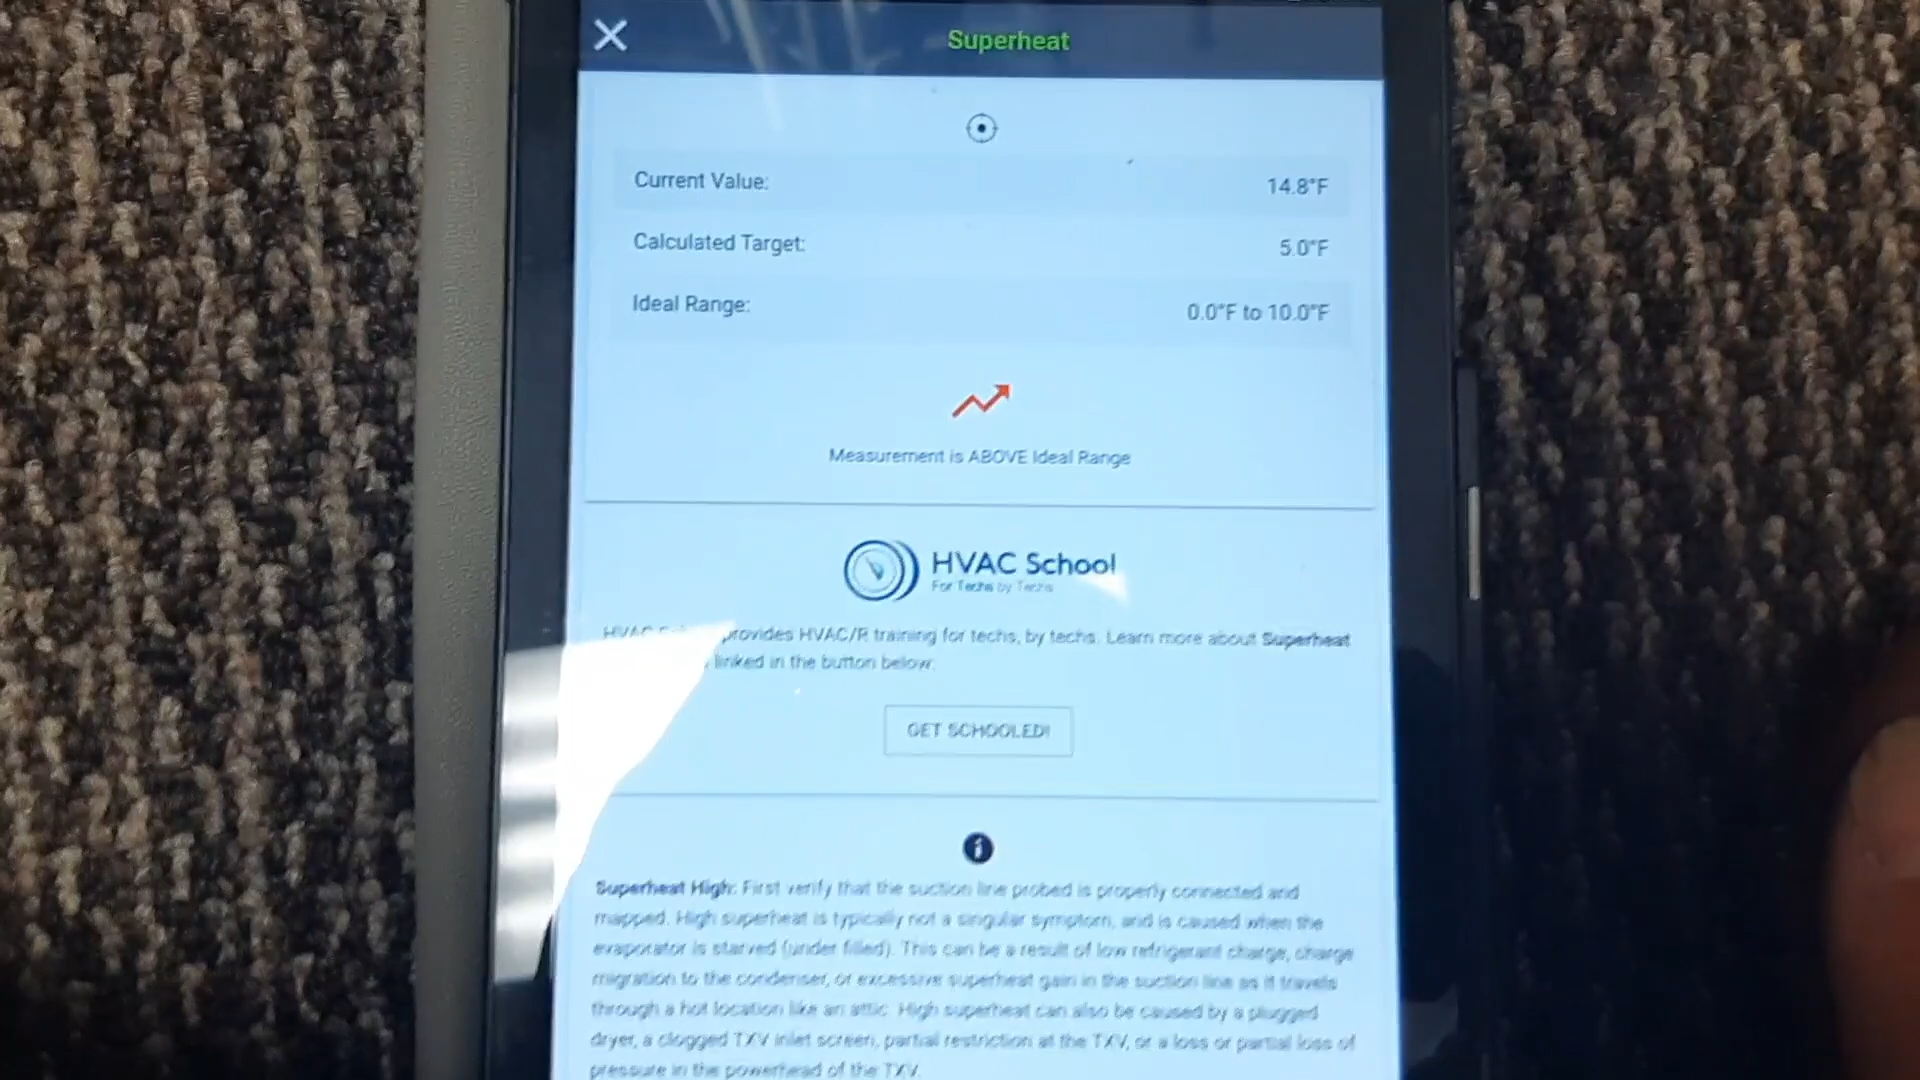 Superheat
Current Value: 14.8°F
Calculated Target: 5.0°F
Ideal Range: 0.0°F to 10.0°F
Measurement is ABOVE Ideal Range
HVAC School
For Techs by Techs
HVAC provides HVAC/R training for techs, by techs. Learn more about Superheat
linked in the button below.
GET SCHOOLED!
Superheat High: First verify that the suction line probed is properly connected and
mapped. High superheat is typically not a singular symptom, and is caused when the
evaporator is starved (under filled). This can be a result of low refrigerant charge, charge
migration to the condenser, or excessive superheat gain in the suction line as it travels
through a hot location like an attic. High superheat can also be caused by a plugged
dryer, a clogged TXV inlet screen, partial restriction at the TXV, or a loss or partial loss of
pressure in the powerhead of the TXV.